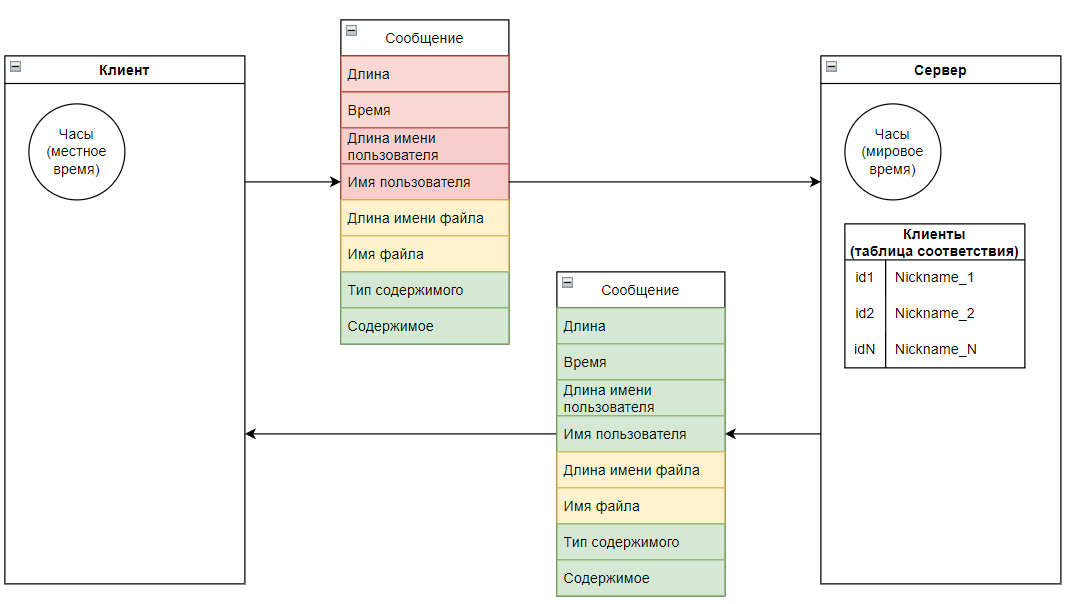 Клиент
Часы
(местное
время)
Сообщение
Длина
Время
Длина имени
пользователя
Имя пользователя
Длина имени файла
Имя файла
Тип содержимого
Содержимое
Сообщение
Длина
Время
Длина имени
пользователя
Имя пользователя
Длина имени файла
Имя файла
Тип содержимого
Содержимое
Сервер
Часы
(мировое
время)
Клиенты
(таблица соответствия)
id1 Nickname_1
id2 Nickname_2
idN Nickname_N